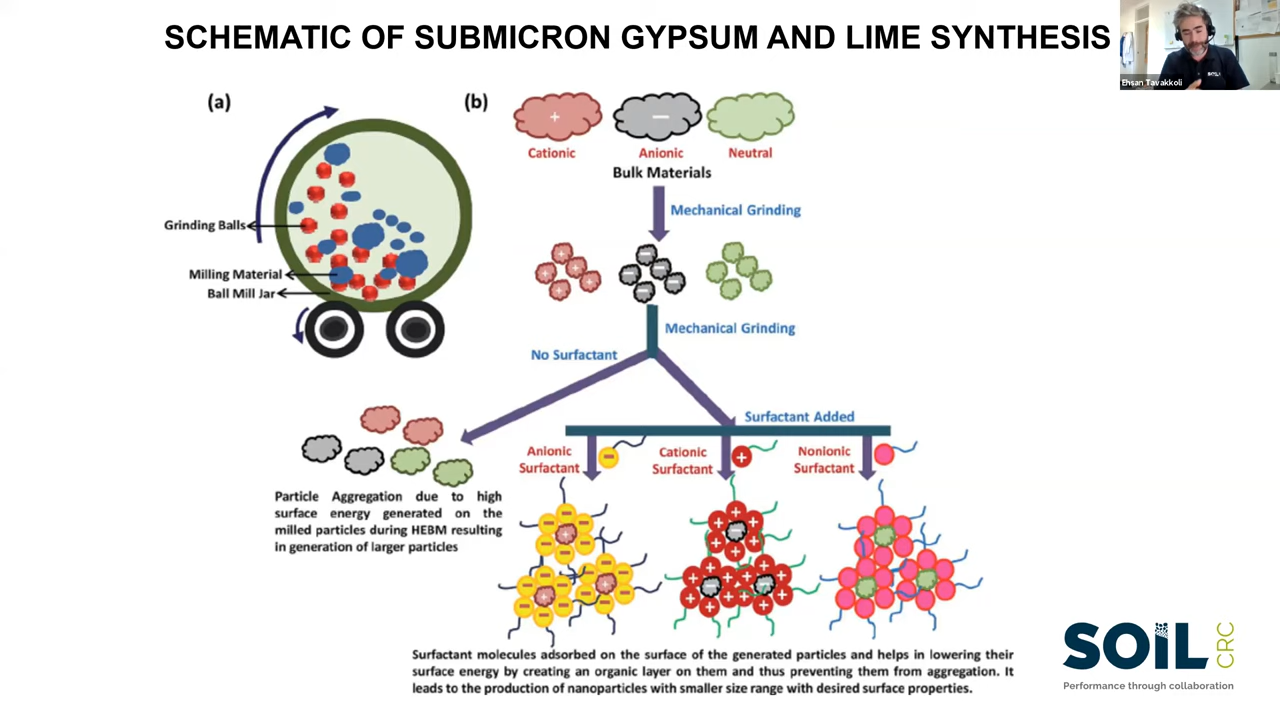 SCHEMATIC OF SUBMICRON GYPSUM AND LIME SYNTHESIS
Ehsan Tavakkoli
(a)
Grinding Balls
Milling Material
Ball Mill Jar
(b)
+
−
Cationic
Anionic
Neutral
Bulk Materials
Mechanical Grinding
Mechanical Grinding
No Surfactant
Surfactant Added
Anionic
Surfactant
Cationic
Surfactant
Nonionic
Surfactant
Particle Aggregation due to high
surface energy generated on the
milled particles during HEBM resulting
in generation of larger particles
Surfactant molecules adsorbed on the surface of the generated particles and helps in lowering their
surface energy by creating an organic layer on them and thus preventing them from aggregation. It
leads to the production of nanoparticles with smaller size range with desired surface properties.
SOIL CRC
Performance through collaboration